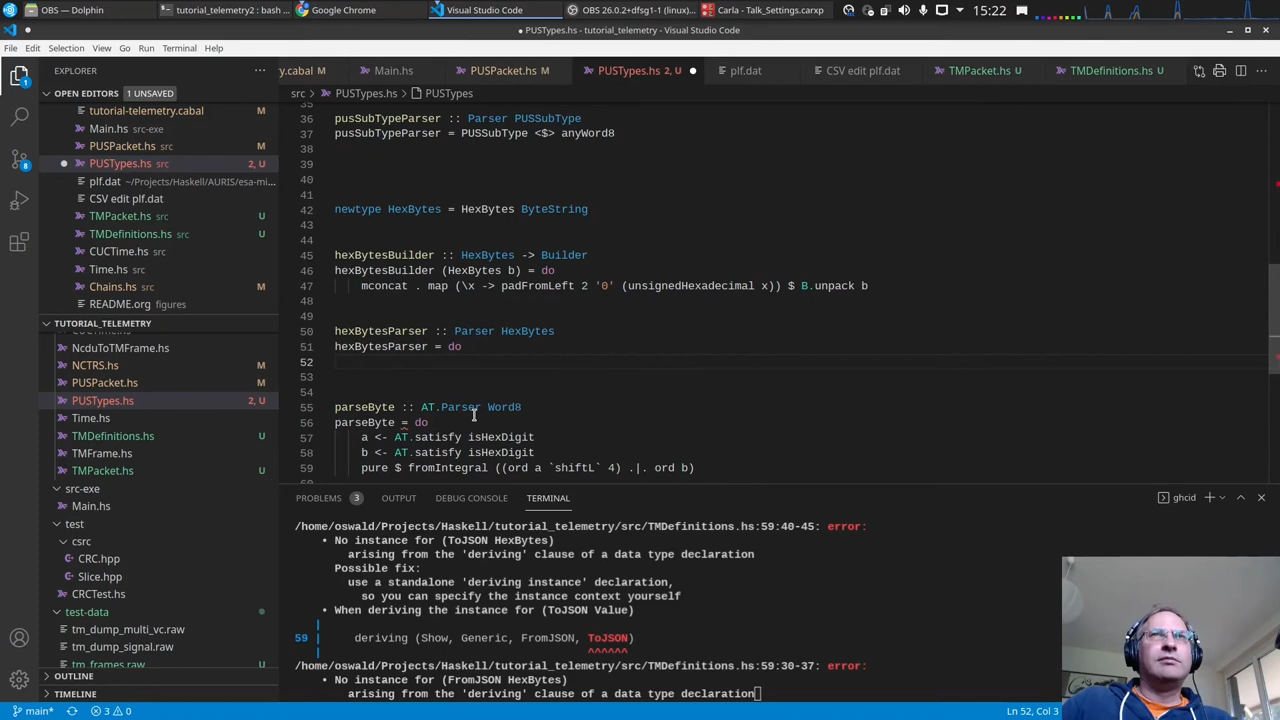 OBS — Dolphin
tutorial_telemetry2 : bash ...
Google Chrome
Visual Studio Code
OBS 26.0.2+dfsg1-1 (linux)...
Carla - Talk_Settings.carxp
15:22
● PUSTypes.hs - tutorial_telemetry - Visual Studio Code
File Edit Selection View Go Run Terminal Help
EXPLORER ...
ry.cabal M
Main.hs
PUSPacket.hs M
PUSTypes.hs 2, U ●
plf.dat
CSV edit plf.dat
TMPacket.hs U
TMDefinitions.hs U
OPEN EDITORS 1 UNSAVED
tutorial-telemetry.cabal M
Main.hs src-exe
PUSPacket.hs src M
PUSTypes.hs src 2, U
plf.dat ~/Projects/Haskell/AURIS/esa-mi...
CSV edit plf.dat
TMPacket.hs src U
TMDefinitions.hs src U
CUCTime.hs src
Time.hs src
Chains.hs src
README.org figures
TUTORIAL_TELEMETRY
NcduToTMFrame.hs
NCTRS.hs M
PUSPacket.hs M
PUSTypes.hs 2, U
Time.hs
TMDefinitions.hs U
TMFrame.hs
TMPacket.hs U
src-exe
Main.hs
test
csrc
CRC.hpp
Slice.hpp
CRCTest.hs
test-data
tm_dump_multi_vc.raw
tm_dump_signal.raw
tm_frames.raw
OUTLINE
TIMELINE
src > PUSTypes.hs > PUSTypes
35
36 pusSubTypeParser :: Parser PUSSubType
37 pusSubTypeParser = PUSSubType <$> anyWord8
38
39
40
41
42 newtype HexBytes = HexBytes ByteString
43
44
45 hexBytesBuilder :: HexBytes -> Builder
46 hexBytesBuilder (HexBytes b) = do
47 mconcat . map (\x -> padFromLeft 2 '0' (unsignedHexadecimal x)) $ B.unpack b
48
49
50 hexBytesParser :: Parser HexBytes
51 hexBytesParser = do
52
53
54
55 parseByte :: AT.Parser Word8
56 parseByte = do
57 a <- AT.satisfy isHexDigit
58 b <- AT.satisfy isHexDigit
59 pure $ fromIntegral ((ord a `shiftL` 4) .|. ord b)
PROBLEMS 3 OUTPUT DEBUG CONSOLE TERMINAL
ghcid
/home/oswald/Projects/Haskell/tutorial_telemetry/src/TMDefinitions.hs:59:40-45: error:
• No instance for (ToJSON HexBytes)
arising from the 'deriving' clause of a data type declaration
Possible fix:
use a standalone 'deriving instance' declaration,
so you can specify the instance context yourself
• When deriving the instance for (ToJSON Value)
|
59 | deriving (Show, Generic, FromJSON, ToJSON)
| ^^^^^^
/home/oswald/Projects/Haskell/tutorial_telemetry/src/TMDefinitions.hs:59:30-37: error:
• No instance for (FromJSON HexBytes)
arising from the 'deriving' clause of a data type declaration
main* 3 0
Ln 52, Col 3